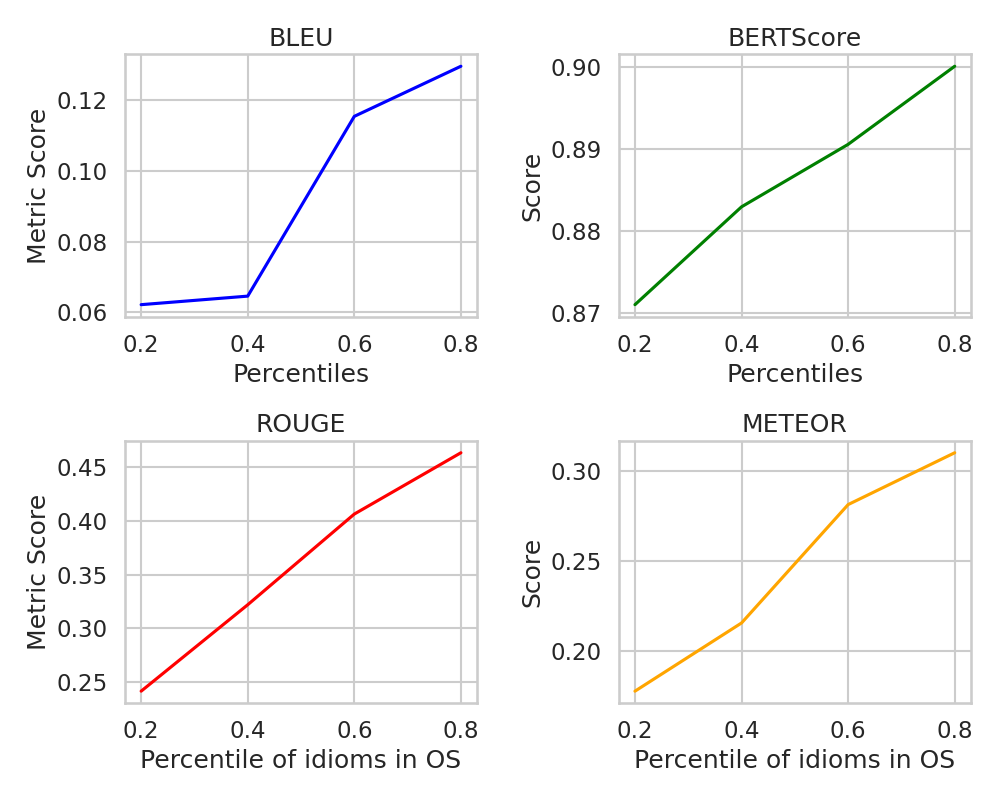 BLEU
Metric Score
0.12
0.10
0.08
0.06
0.2 0.4 0.6 0.8
Percentiles
BERTScore
Score
0.90
0.89
0.88
0.87
0.2 0.4 0.6 0.8
Percentiles
ROUGE
Metric Score
0.45
0.40
0.35
0.30
0.25
0.2 0.4 0.6 0.8
Percentile of idioms in OS
METEOR
Score
0.30
0.25
0.20
0.2 0.4 0.6 0.8
Percentile of idioms in OS